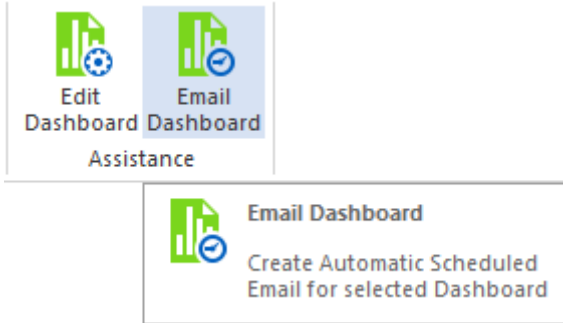 Edit Email
Dashboard Dashboard
Assistance
Email Dashboard
Create Automatic Scheduled
Email for selected Dashboard